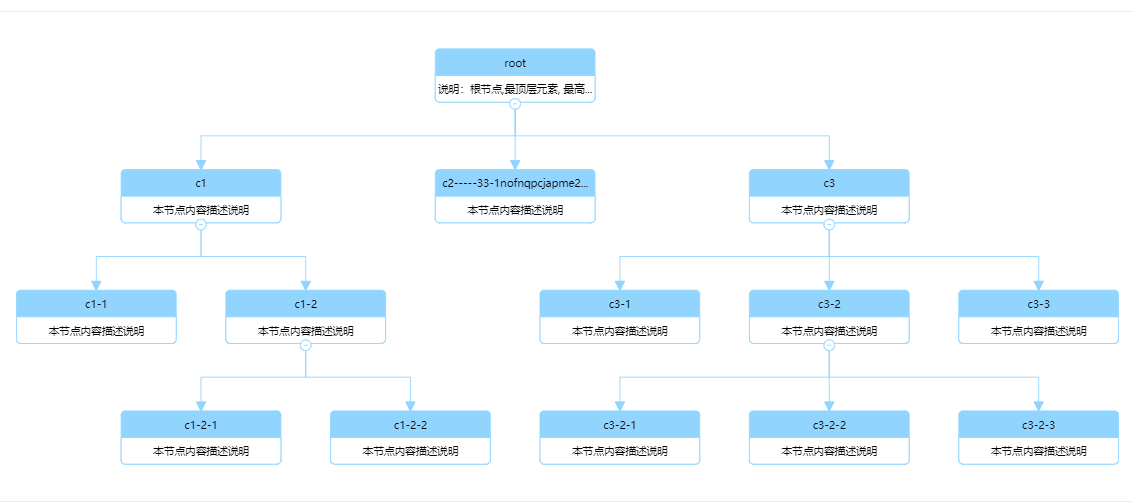 root
说明：根节点,最顶层元素, 最高...
c1
本节点内容描述说明
c2-----33-1nofnqpcjapme2...
本节点内容描述说明
c3
本节点内容描述说明
c1-1
本节点内容描述说明
c1-2
本节点内容描述说明
c3-1
本节点内容描述说明
c3-2
本节点内容描述说明
c3-3
本节点内容描述说明
c1-2-1
本节点内容描述说明
c1-2-2
本节点内容描述说明
c3-2-1
本节点内容描述说明
c3-2-2
本节点内容描述说明
c3-2-3
本节点内容描述说明